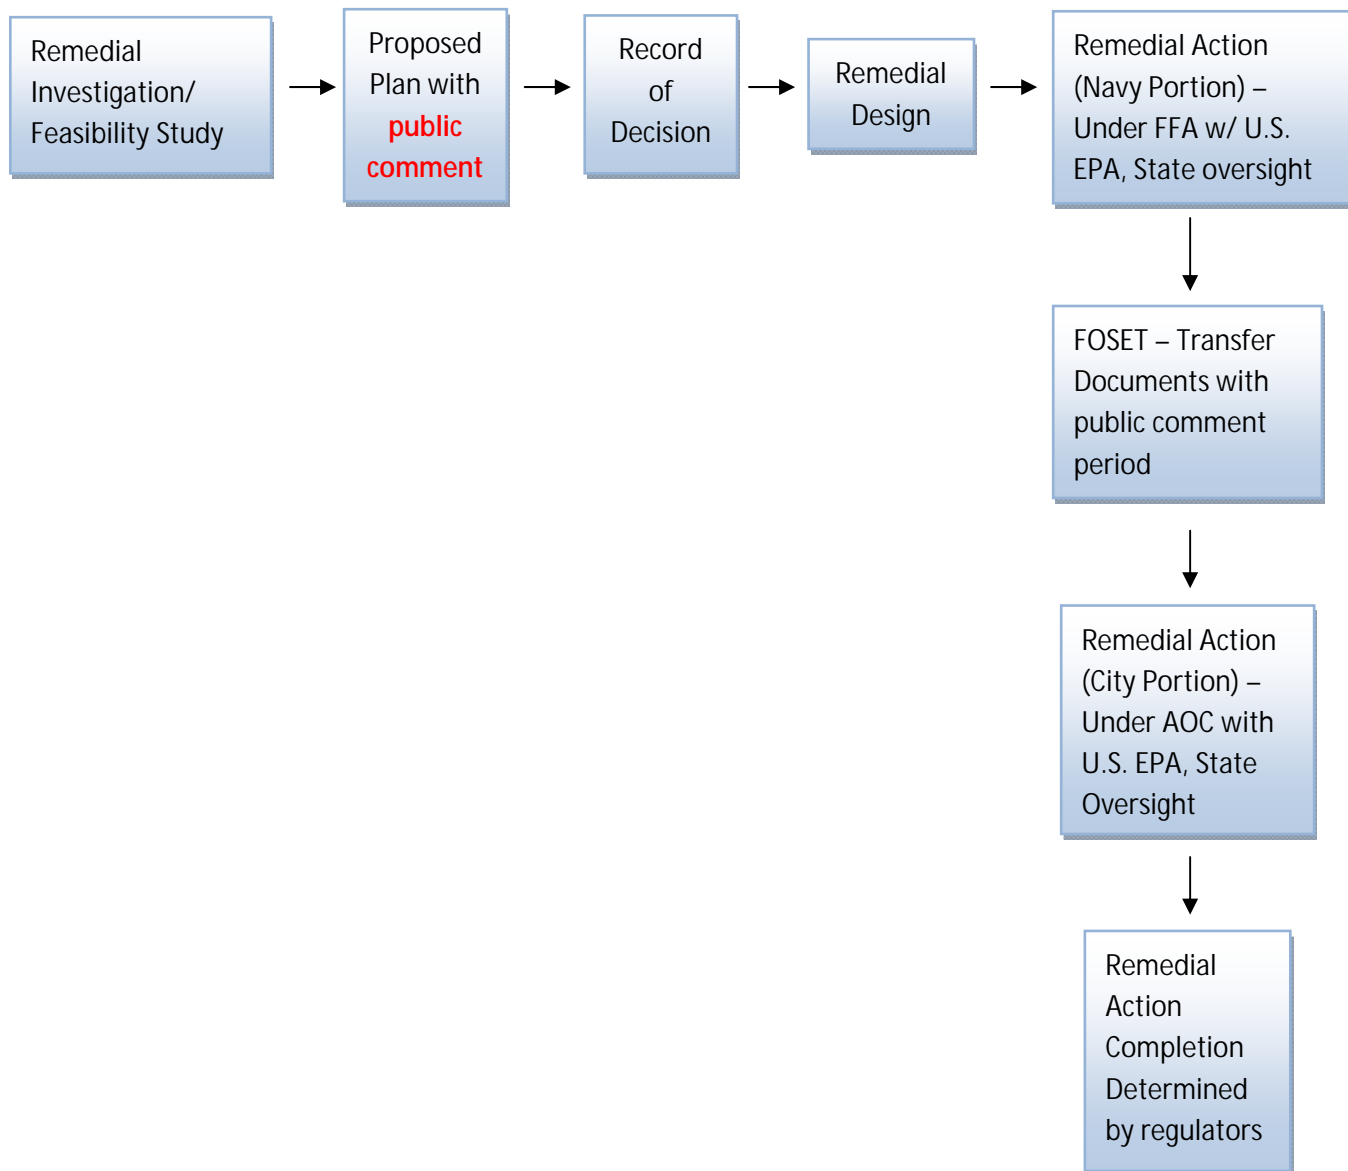 Remedial
Investigation/
Feasibility Study
Proposed
Plan with
public
comment
Record
of
Decision
Remedial
Design
Remedial Action
(Navy Portion) –
Under FFA w/ U.S.
EPA, State oversight
FOSET – Transfer
Documents with
public comment
period
Remedial Action
(City Portion) –
Under AOC with
U.S. EPA, State
Oversight
Remedial
Action
Completion
Determined
by regulators